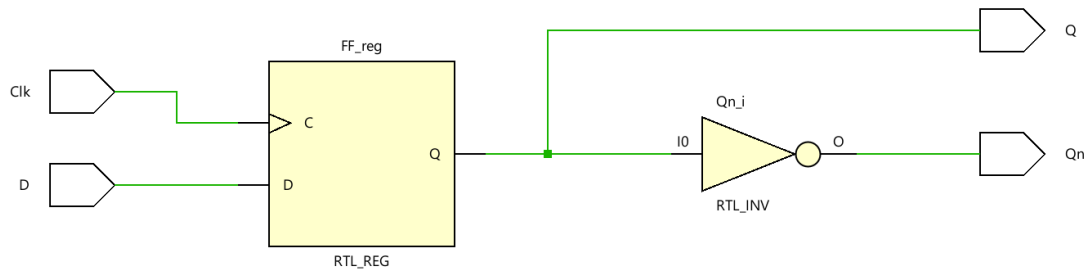 Clk
D
FF_reg
C
D
Q
RTL_REG
Qn_i
I0
O
RTL_INV
Q
Qn